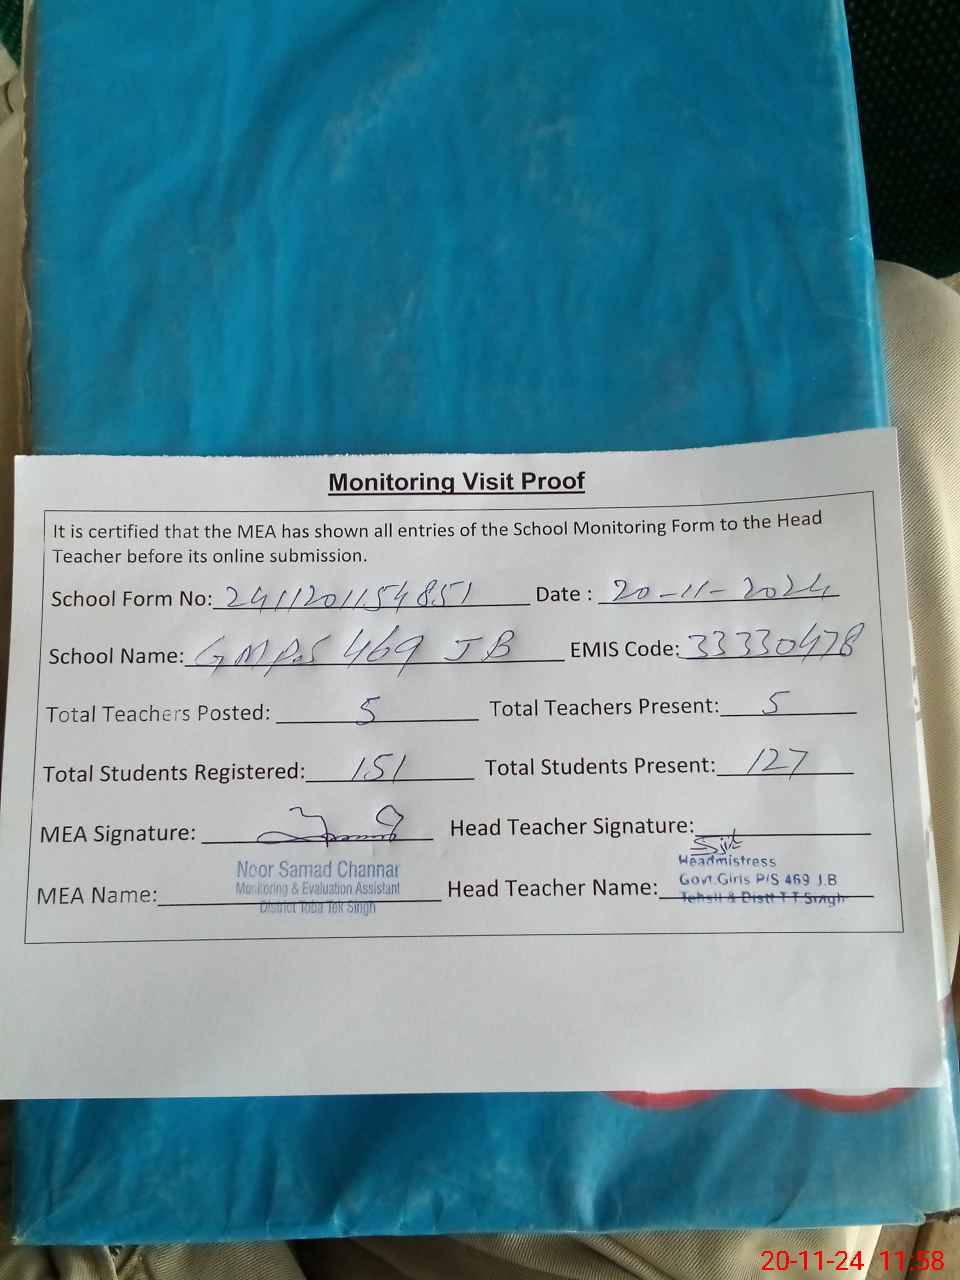 Monitoring Visit Proof
It is certified that the MEA has shown all entries of the School Monitoring Form to the Head
Teacher before its online submission.
School Form No: 2411201154851 Date : 20-11-2024
School Name: GMPS 469 JB EMIS Code: 33330478
Total Teachers Posted: 5 Total Teachers Present: 5
Total Students Registered: 151 Total Students Present: 127
MEA Signature: Head Teacher Signature:
MEA Name: Noor Samad Channar
Monitoring & Evaluation Assistant
District Toba Tek Singh
Head Teacher Name: Headmistress
Govt.Girls P/S 469 J.B
Tehsil & Distt T T Singh
20-11-24 11:58